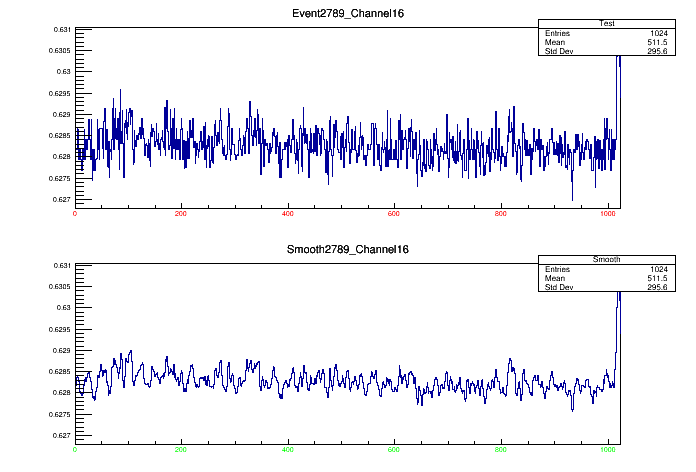 Event2789_Channel16
Test
Entries 1024
Mean 511.5
Std Dev 295.6
0.631
0.6305
0.63
0.6295
0.629
0.6285
0.628
0.6275
0.627
0 200 400 600 800 1000
Smooth2789_Channel16
Smooth
Entries 1024
Mean 511.5
Std Dev 295.6
0.631
0.6305
0.63
0.6295
0.629
0.6285
0.628
0.6275
0.627
0 200 400 600 800 1000